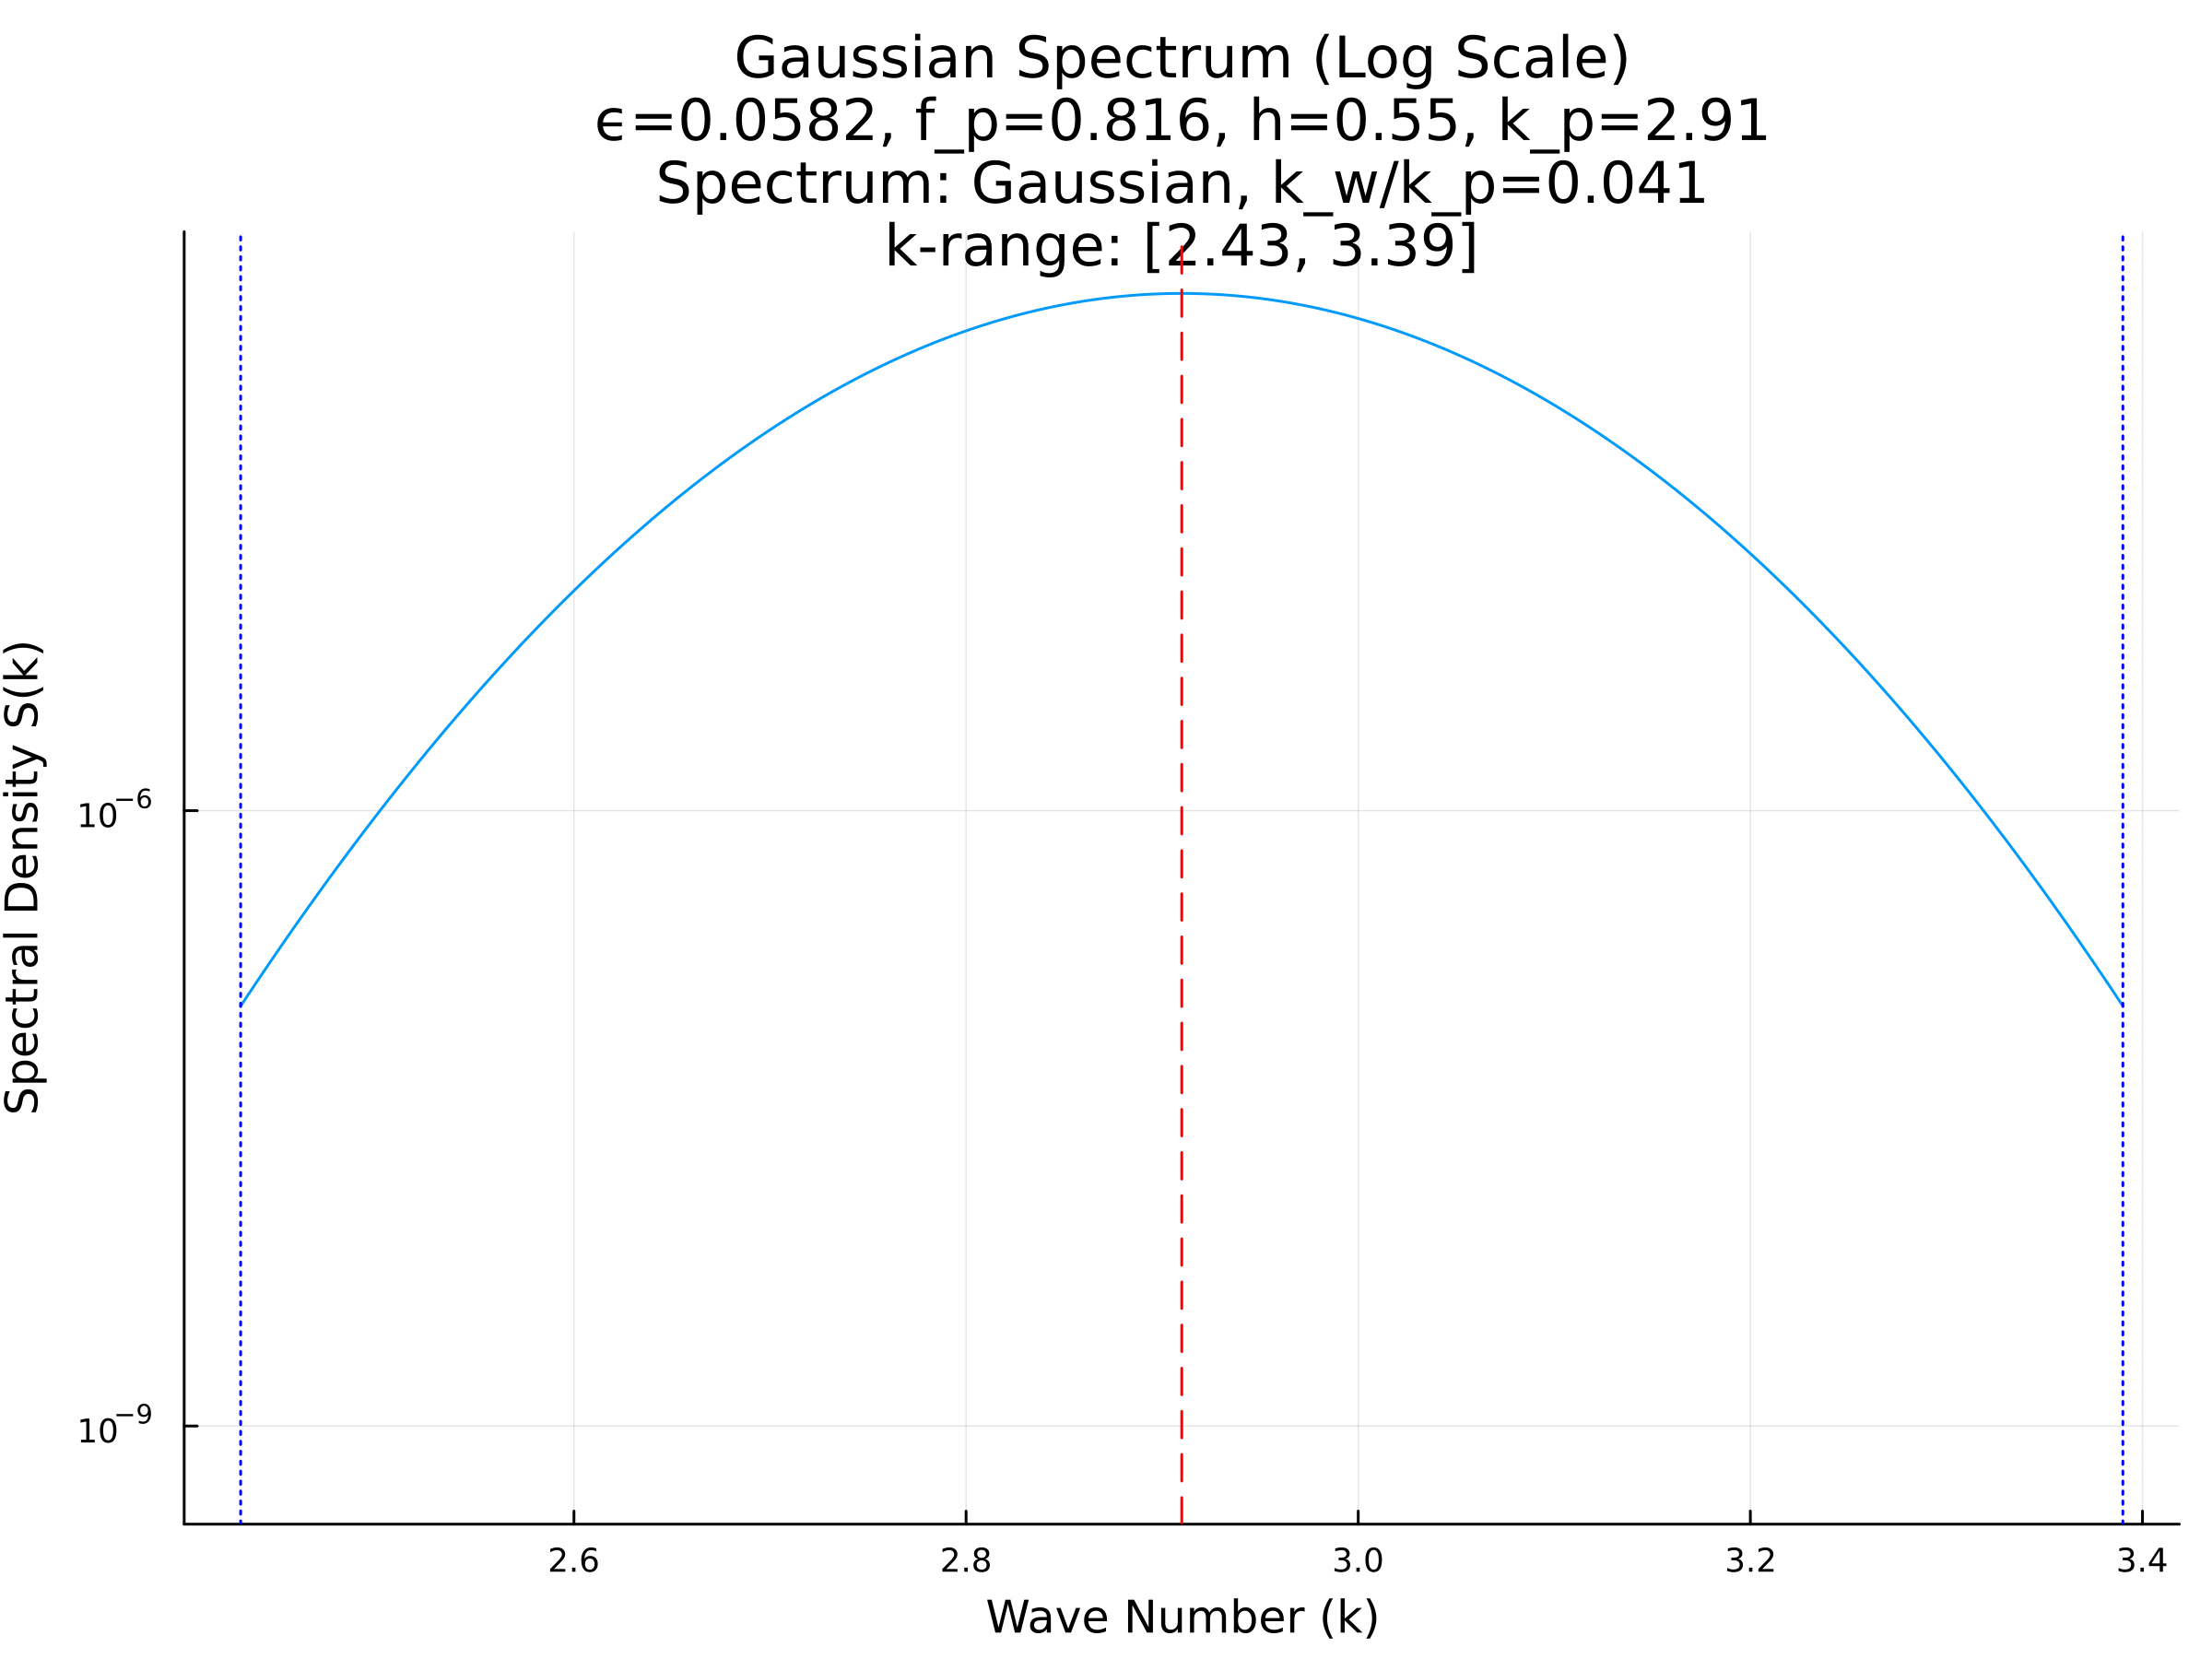 Gaussian Spectrum (Log Scale)
ϵ=0.0582, f_p=0.816, h=0.55, k_p=2.91
Spectrum: Gaussian, k_w/k_p=0.041
k-range: [2.43, 3.39]
Spectral Density S(k)
10⁻⁶
10⁻⁹
2.6 2.8 3.0 3.2 3.4
Wave Number (k)